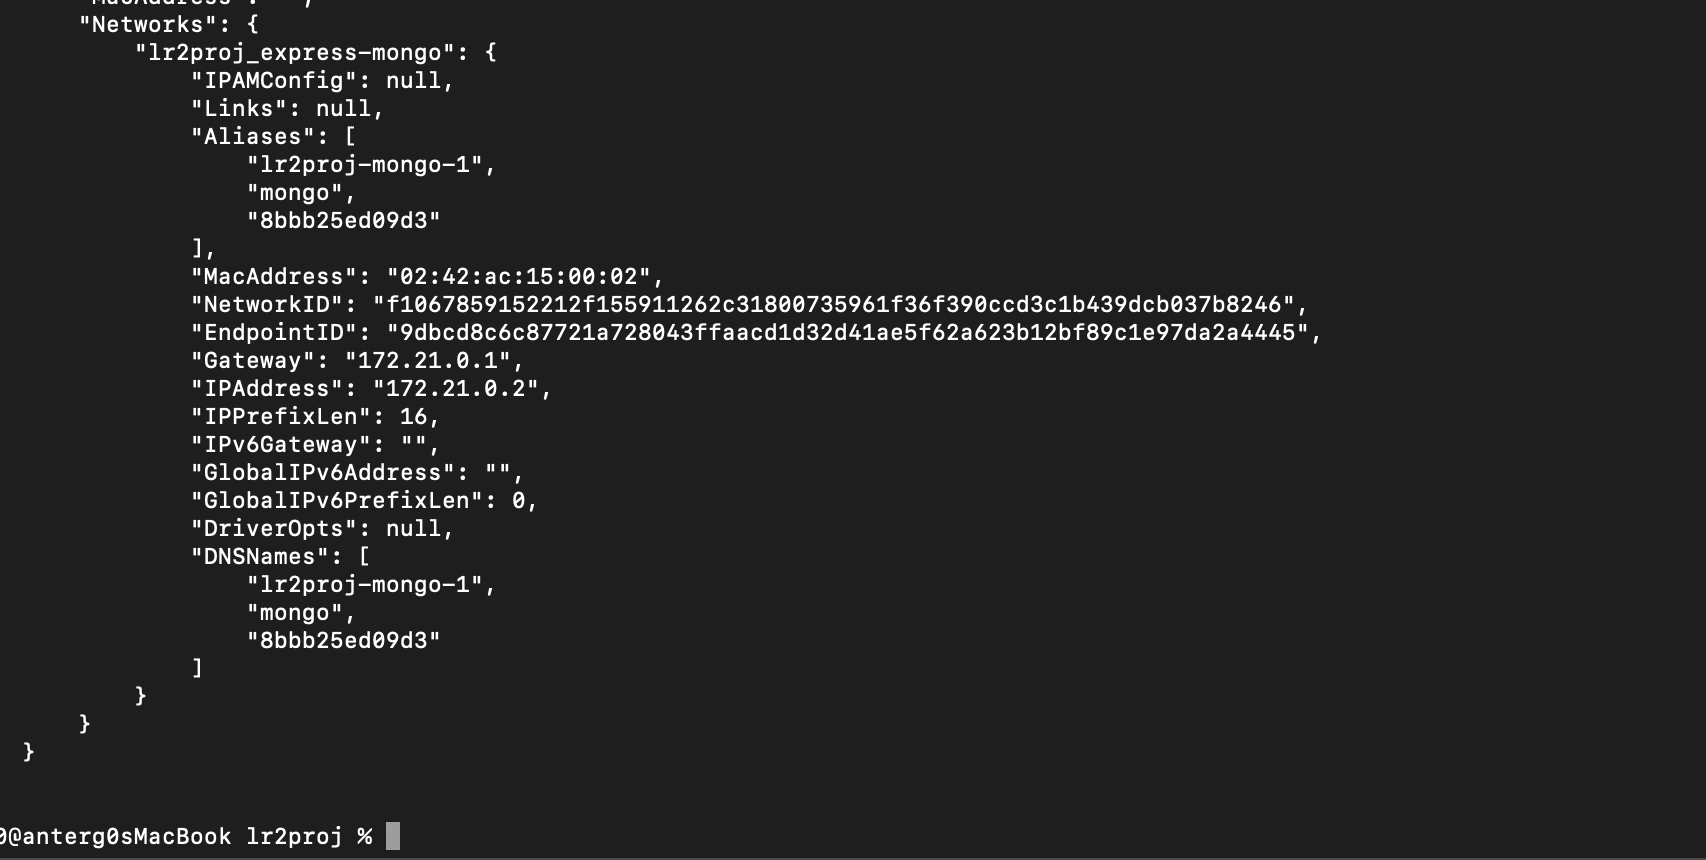 "Networks": {
"lr2proj_express-mongo": {
"IPAMConfig": null,
"Links": null,
"Aliases": [
"lr2proj-mongo-1",
"mongo",
"8bbb25ed09d3"
],
"MacAddress": "02:42:ac:15:00:02",
"NetworkID": "f1067859152212f155911262c31800735961f36f390ccd3c1b439dcb037b8246",
"EndpointID": "9dbcd8c6c87721a728043ffaacd1d32d41ae5f62a623b12bf89c1e97da2a4445",
"Gateway": "172.21.0.1",
"IPAddress": "172.21.0.2",
"IPPrefixLen": 16,
"IPv6Gateway": "",
"GlobalIPv6Address": "",
"GlobalIPv6PrefixLen": 0,
"DriverOpts": null,
"DNSNames": [
"lr2proj-mongo-1",
"mongo",
"8bbb25ed09d3"
]
}
}
}
0@anterg0sMacBook lr2proj %